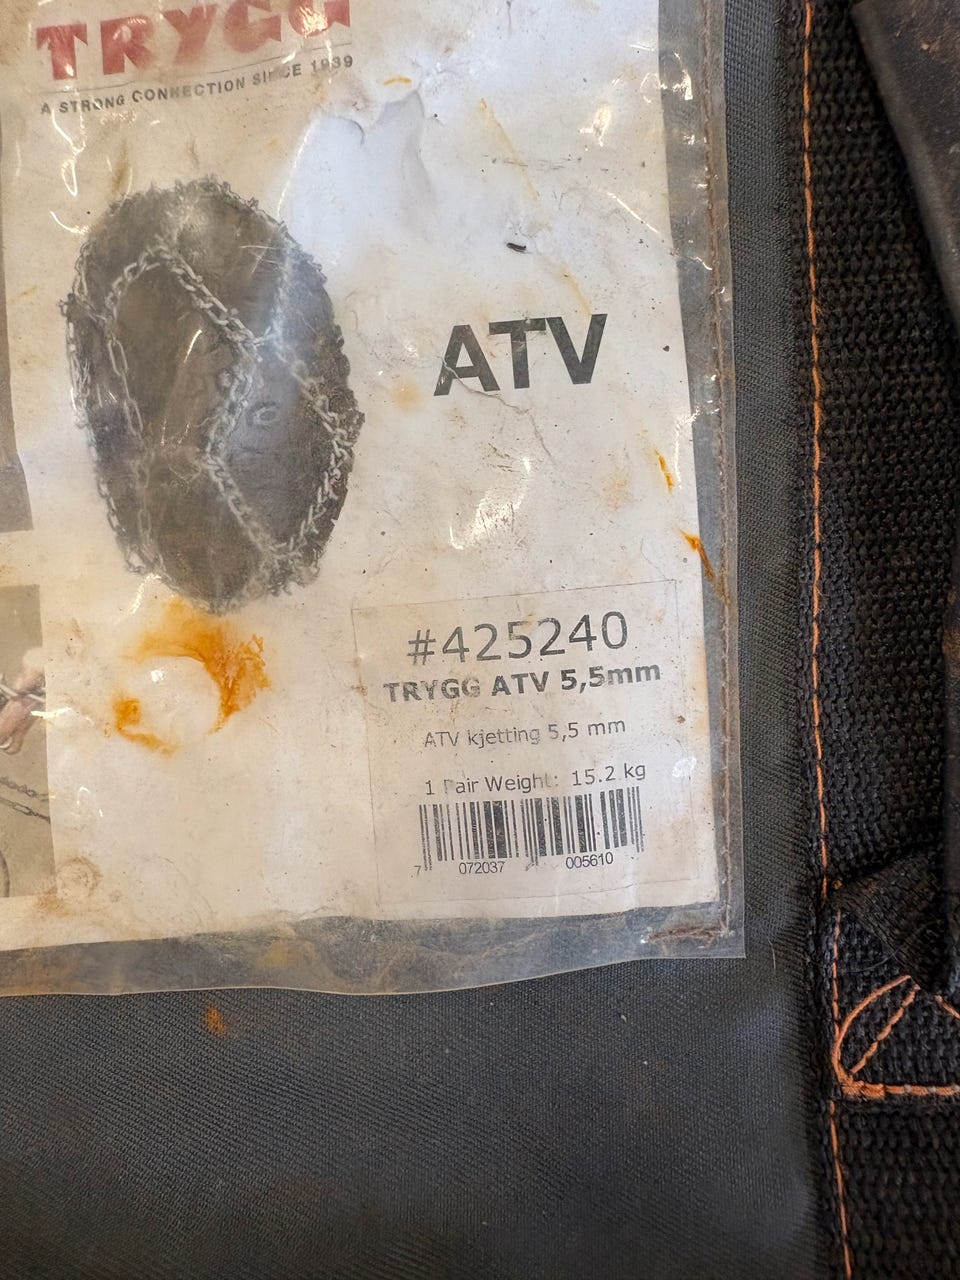 TRYGG
A STRONG CONNECTION SINCE 1939
ATV
#425240
TRYGG ATV 5,5mm
ATV kjetting 5,5 mm
1 Pair Weight: 15.2 kg
7 072037 005610